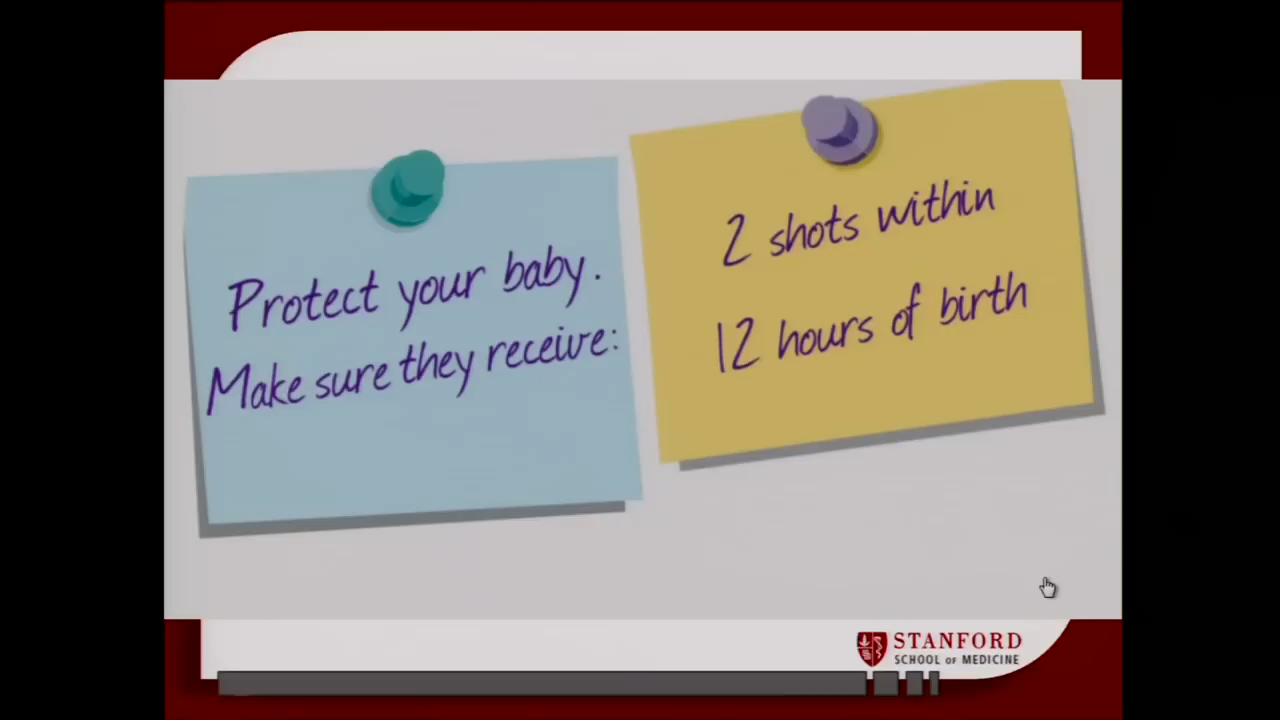 Protect your baby.
Make sure they receive:
2 shots within
12 hours of birth
STANFORD
SCHOOL OF MEDICINE